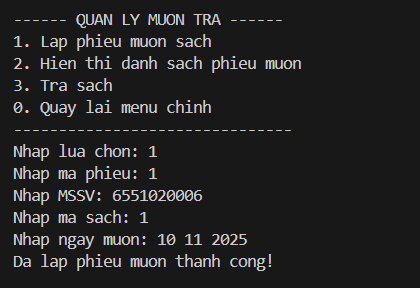 ------ QUAN LY MUON TRA ------
1. Lap phieu muon sach
2. Hien thi danh sach phieu muon
3. Tra sach
0. Quay lai menu chinh
-------------------------------
Nhap lua chon: 1
Nhap ma phieu: 1
Nhap MSSV: 6551020006
Nhap ma sach: 1
Nhap ngay muon: 10 11 2025
Da lap phieu muon thanh cong!